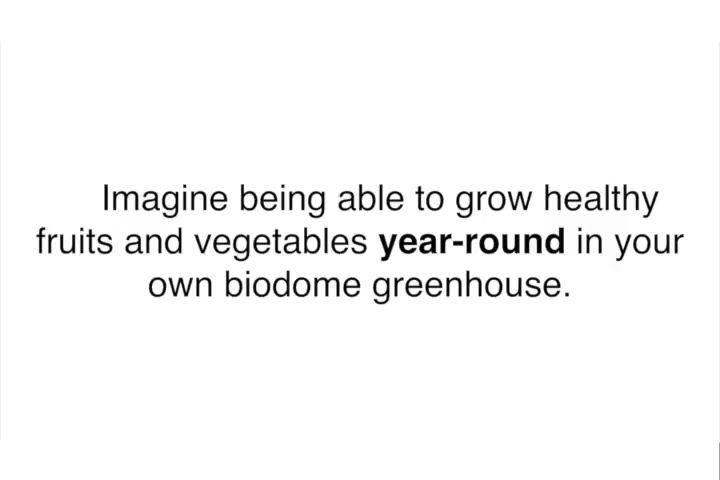 Imagine being able to grow healthy
fruits and vegetables year-round in your
own biodome greenhouse.